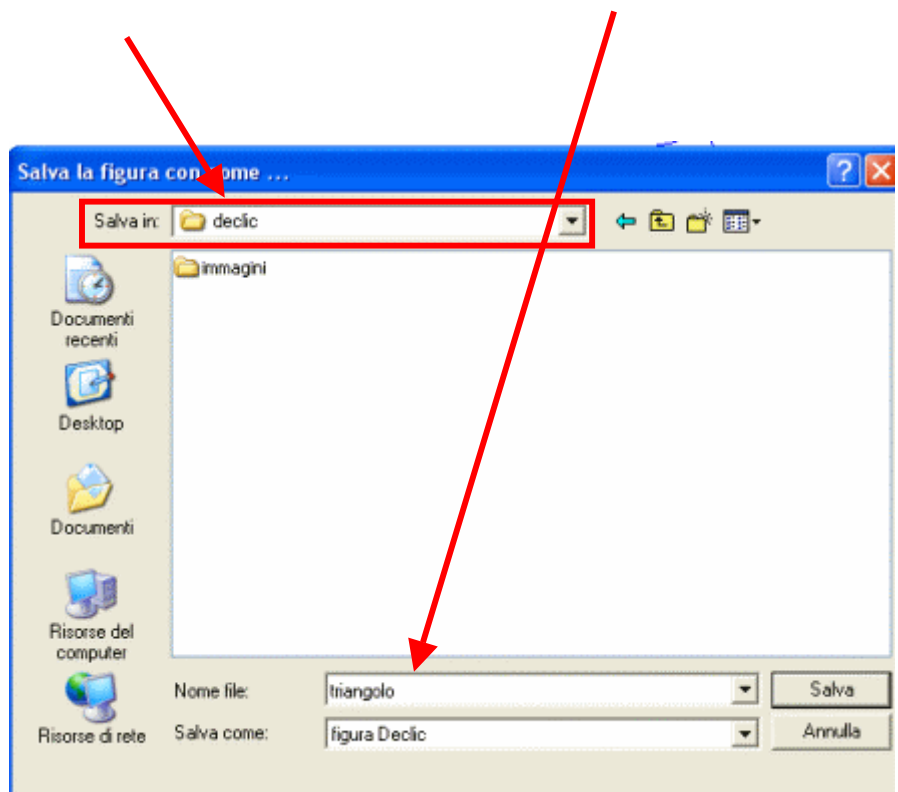 Salva la figura con nome ...
Salva in:
declic
immagini
Documenti
recenti
Desktop
Documenti
Risorse del
computer
Risorse di rete
Nome file:
triangolo
Salva
Salva come:
figura Declic
Annulla